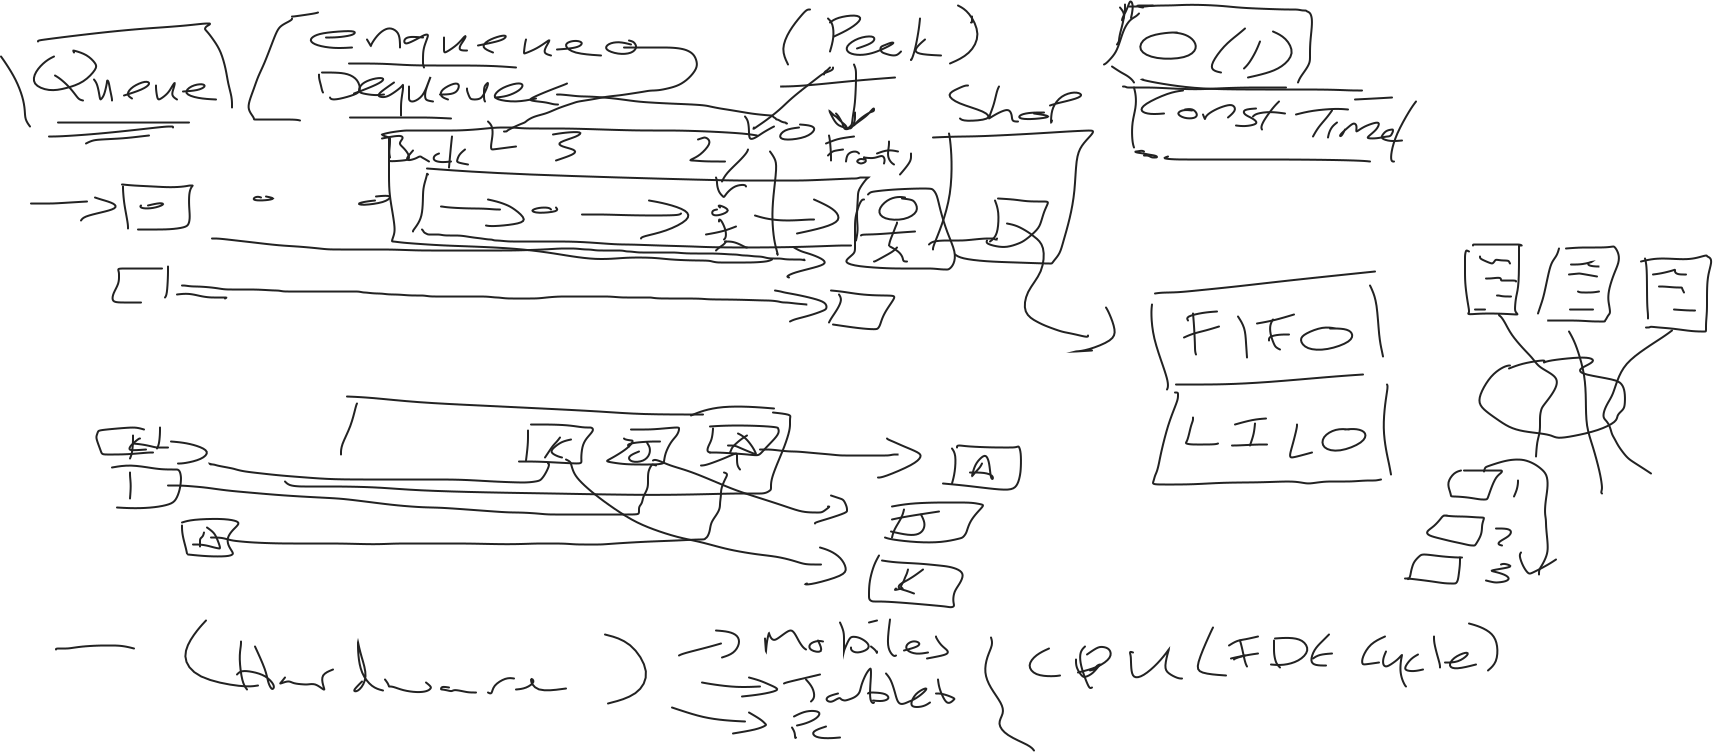 Queue
enqueue
Dequeue
(Peek)
O(1)
Const Time
Shop
Back
3
2
Front
FIFO
LILO
K
J
A
K
A
A
J
K
1
2
3
(Hardware)
→ Mobiles
→ Tablet
→ Pc
CPU (FDE Cycle)